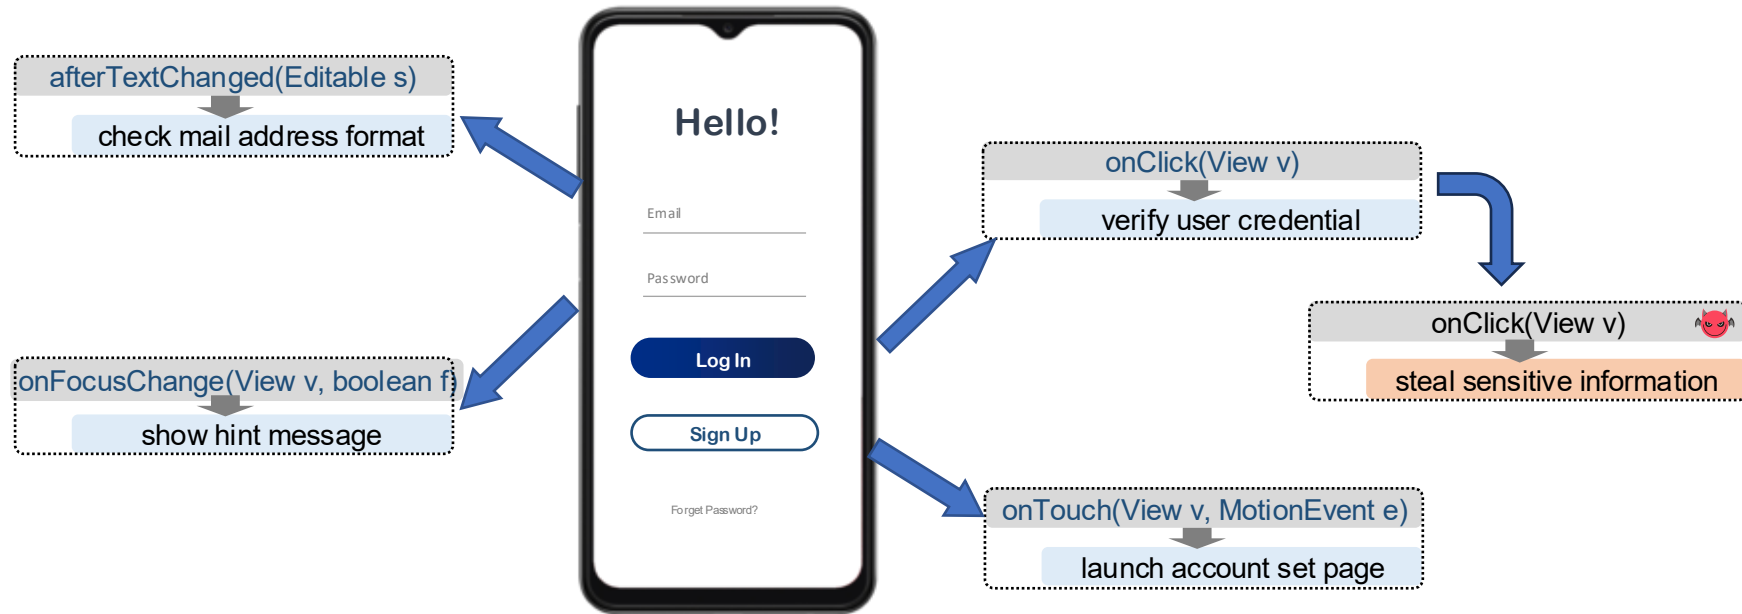 afterTextChanged(Editable s)
check mail address format
onFocusChange(View v, boolean f)
show hint message
Hello!
Email
Password
Log In
Sign Up
Forget Password?
onClick(View v)
verify user credential
onClick(View v)
steal sensitive information
onTouch(View v, MotionEvent e)
launch account set page